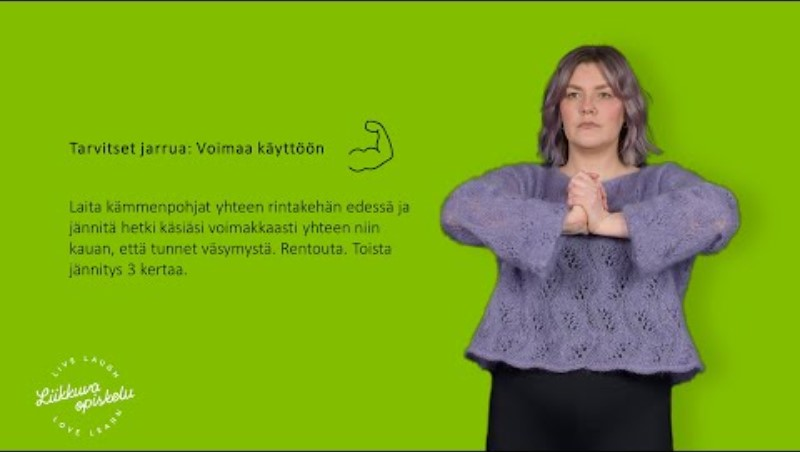 Tarvitset jarrua: Voimaa käyttöön
Laita kämmenpohjat yhteen rintakehän edessä ja
jännitä hetki käsiäsi voimakkaasti yhteen niin
kauan, että tunnet väsymystä. Rentouta. Toista
jännitys 3 kertaa.
LIVE LAUGH
Liikkuva
opiskelu
LOVE LEARN